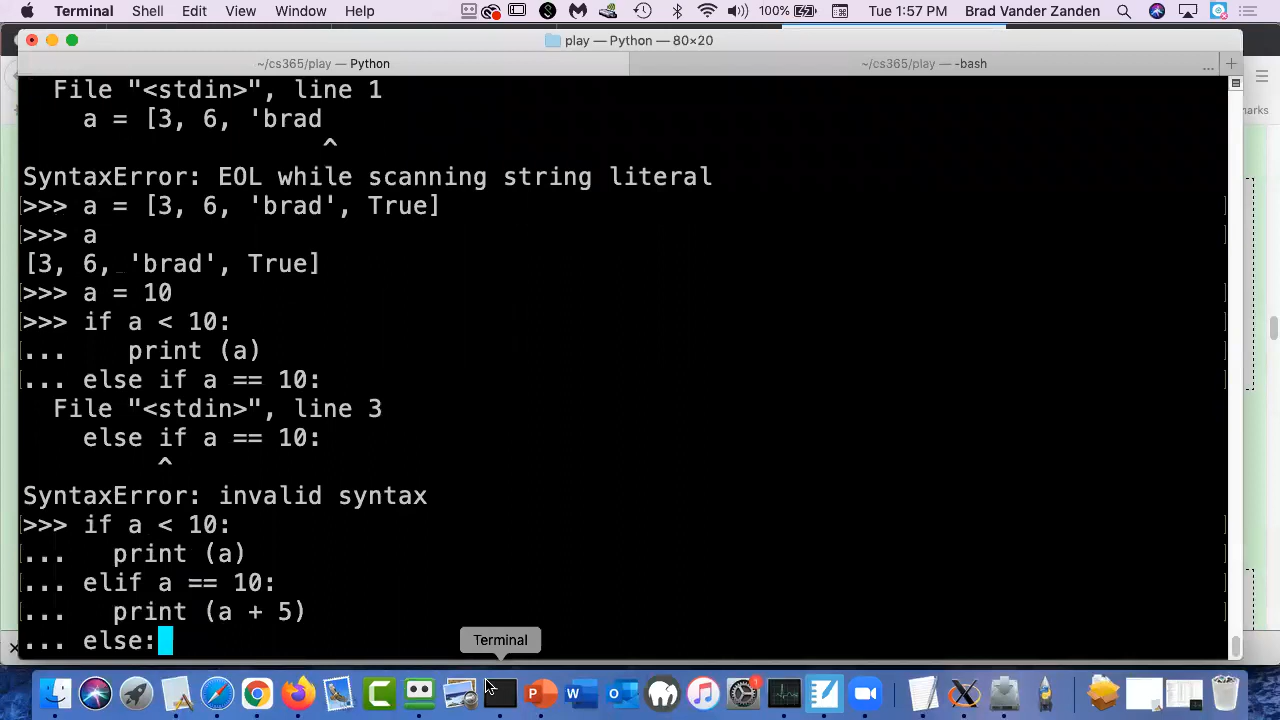 Terminal Shell Edit View Window Help 100% Tue 1:57 PM Brad Vander Zanden
play — Python — 80×20
~/cs365/play — Python ~/cs365/play — -bash
File "<stdin>", line 1
a = [3, 6, 'brad
^
SyntaxError: EOL while scanning string literal
>>> a = [3, 6, 'brad', True]
>>> a
[3, 6, 'brad', True]
>>> a = 10
>>> if a < 10:
... print (a)
... else if a == 10:
File "<stdin>", line 3
else if a == 10:
^
SyntaxError: invalid syntax
>>> if a < 10:
... print (a)
... elif a == 10:
... print (a + 5)
... else:
Terminal
marks